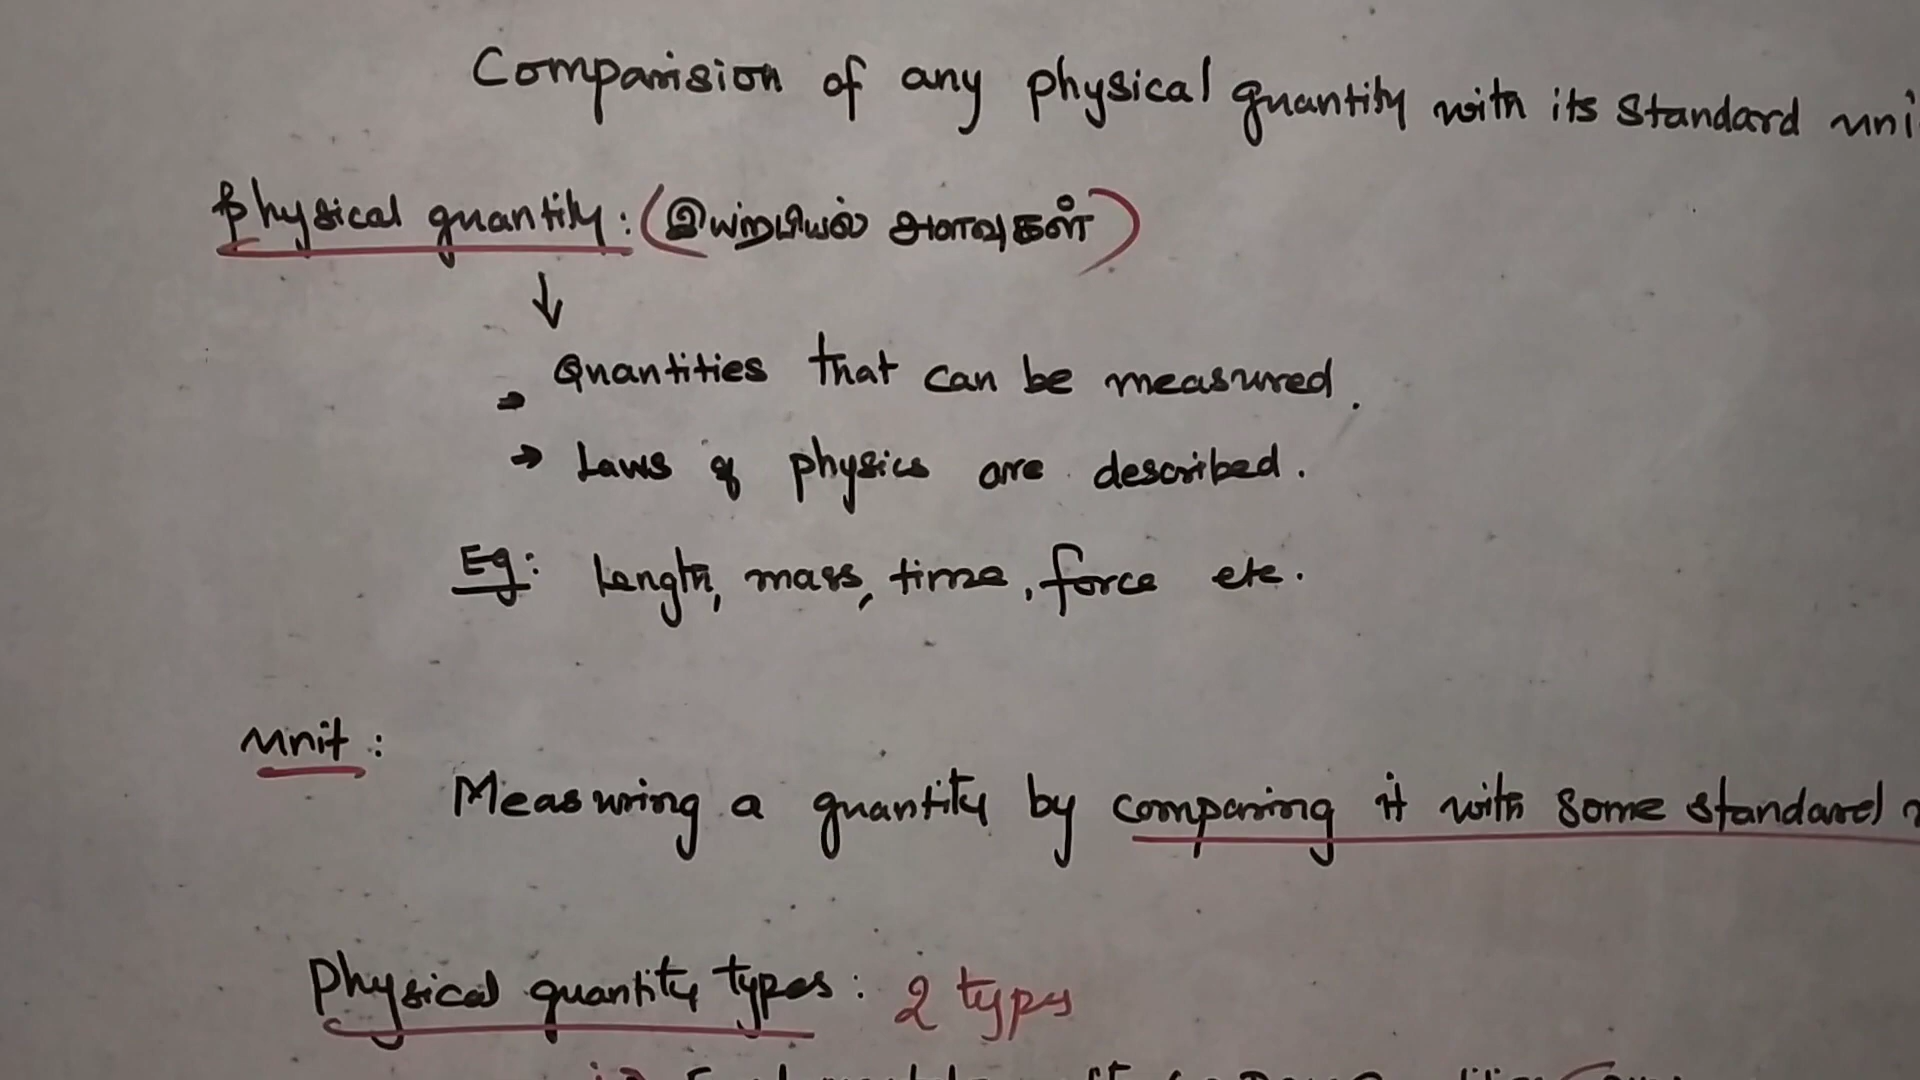 Comparision of any physical quantity with its standard uni
Physical quantity: (இயற்பியல் அளவுகள்)
↓
Quantities that can be measured.
→ Laws of physics are described.
Eg: Length, mass, time, force etc.
Unit:
Measuring a quantity by comparing it with some standard
Physical quantity types: 2 types